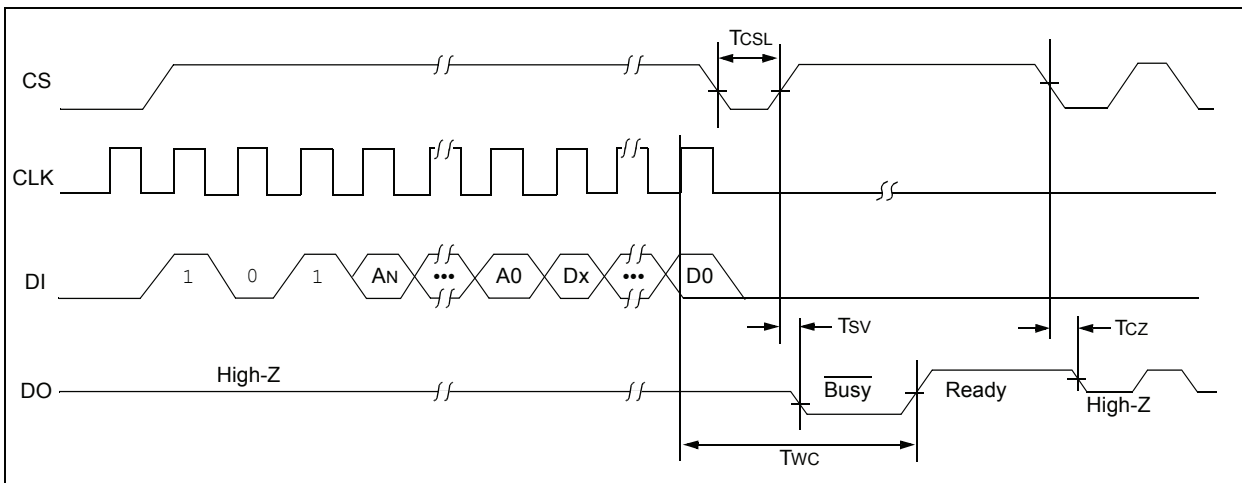 TCSL
CS
CLK
DI
1 0 1 AN ••• A0 Dx ••• D0
TSV
TCZ
DO
High-Z
Busy
Ready
High-Z
TWC